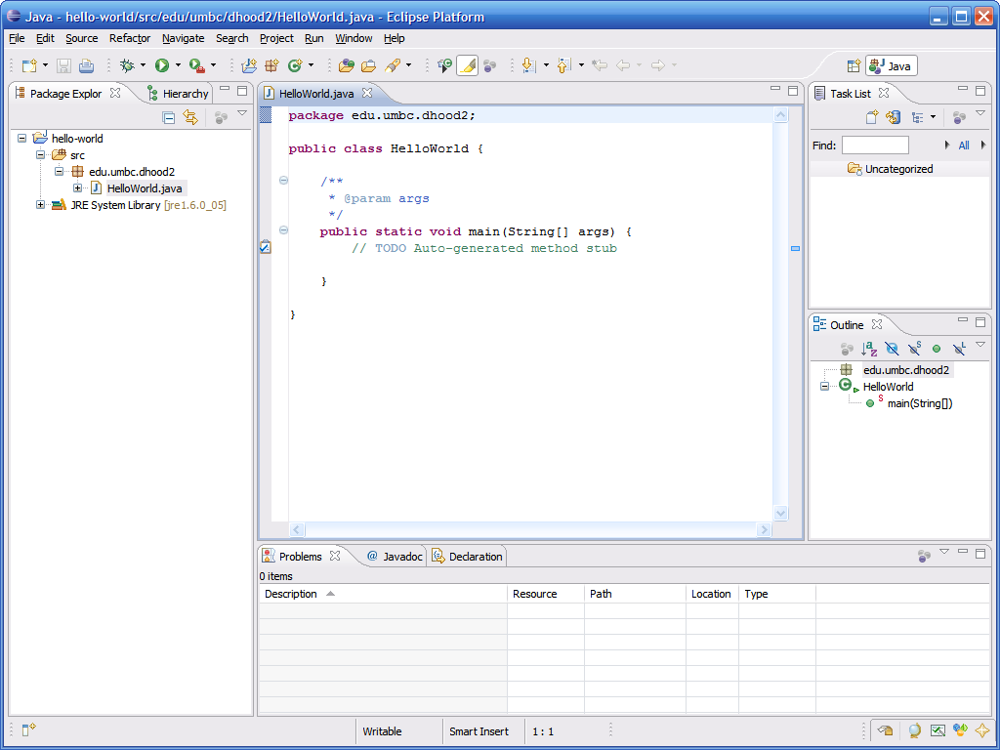 Java - hello-world/src/edu/umbc/dhood2/HelloWorld.java - Eclipse Platform
File Edit Source Refactor Navigate Search Project Run Window Help
Java
Package Explor
Hierarchy
hello-world
src
edu.umbc.dhood2
HelloWorld.java
JRE System Library [jre1.6.0_05]
HelloWorld.java
package edu.umbc.dhood2;
public class HelloWorld {
/**
* @param args
*/
public static void main(String[] args) {
// TODO Auto-generated method stub
}
}
Task List
Find:
All
Uncategorized
Outline
edu.umbc.dhood2
HelloWorld
main(String[])
Problems
@ Javadoc
Declaration
0 items
Description Resource Path Location Type
Writable Smart Insert 1 : 1